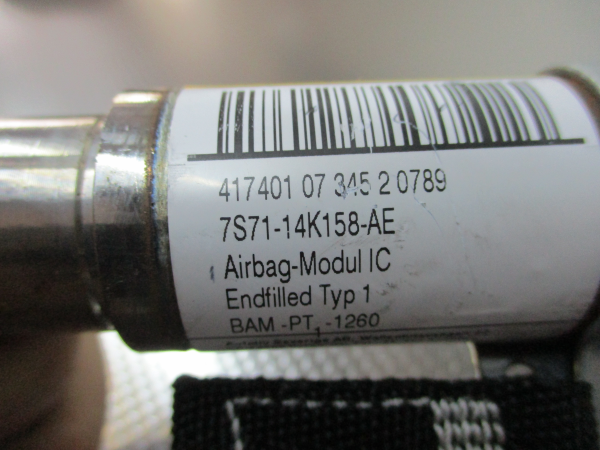 417401 07 345 2 0789
7S71-14K158-AE
Airbag-Modul IC
Endfilled Typ 1
BAM -PT₁-1260